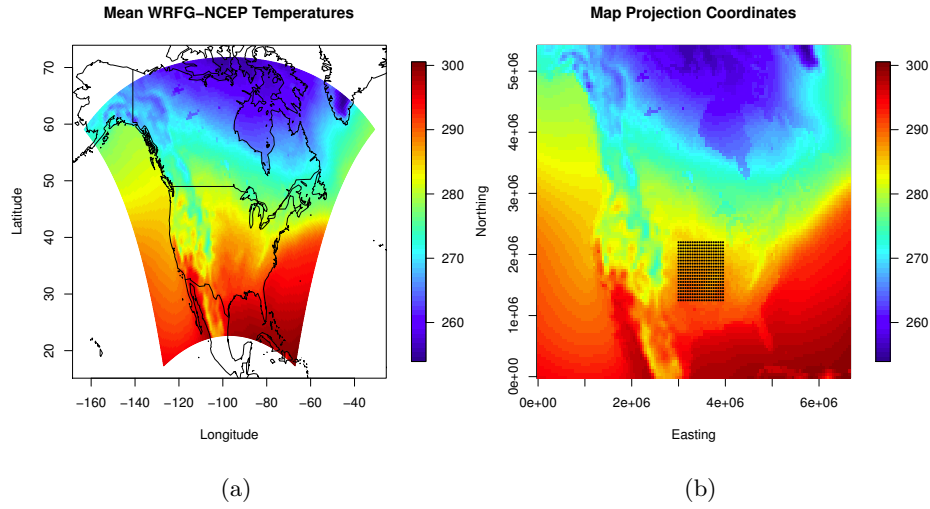 Mean WRFG−NCEP Temperatures
70
60
50
40
30
20
Latitude
−160
−140
−120
−100
−80
−60
−40
Longitude
300
290
280
270
260
(a)
Map Projection Coordinates
5e+06
4e+06
3e+06
2e+06
1e+06
0e+00
Northing
0e+00
2e+06
4e+06
6e+06
Easting
300
290
280
270
260
(b)